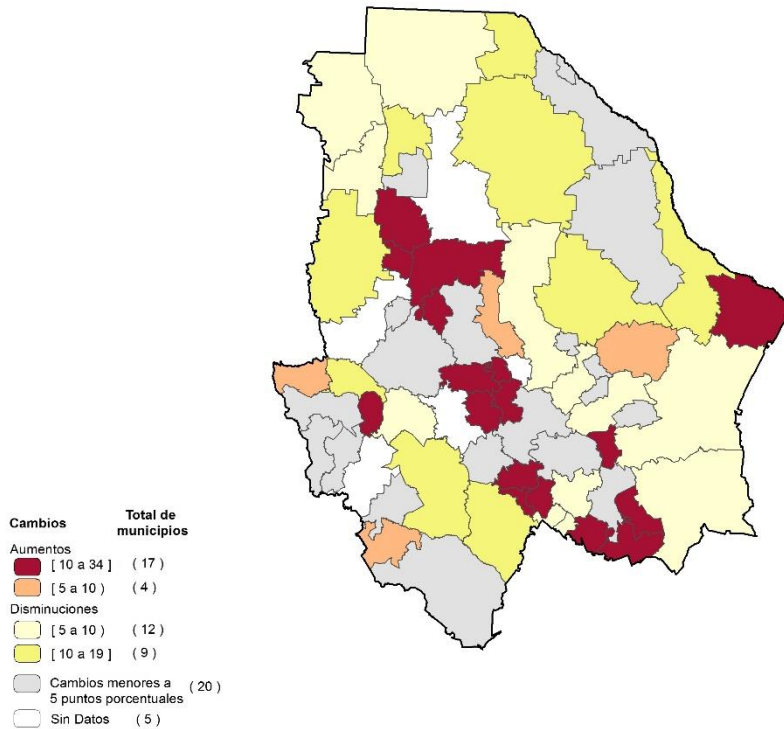 Cambios Total de municipios
Aumentos
[ 10 a 34 ] ( 17 )
[ 5 a 10 ) ( 4 )
Disminuciones
[ 5 a 10 ) ( 12 )
[ 10 a 19 ] ( 9 )
Cambios menores a ( 20 )
5 puntos porcentuales
Sin Datos ( 5 )